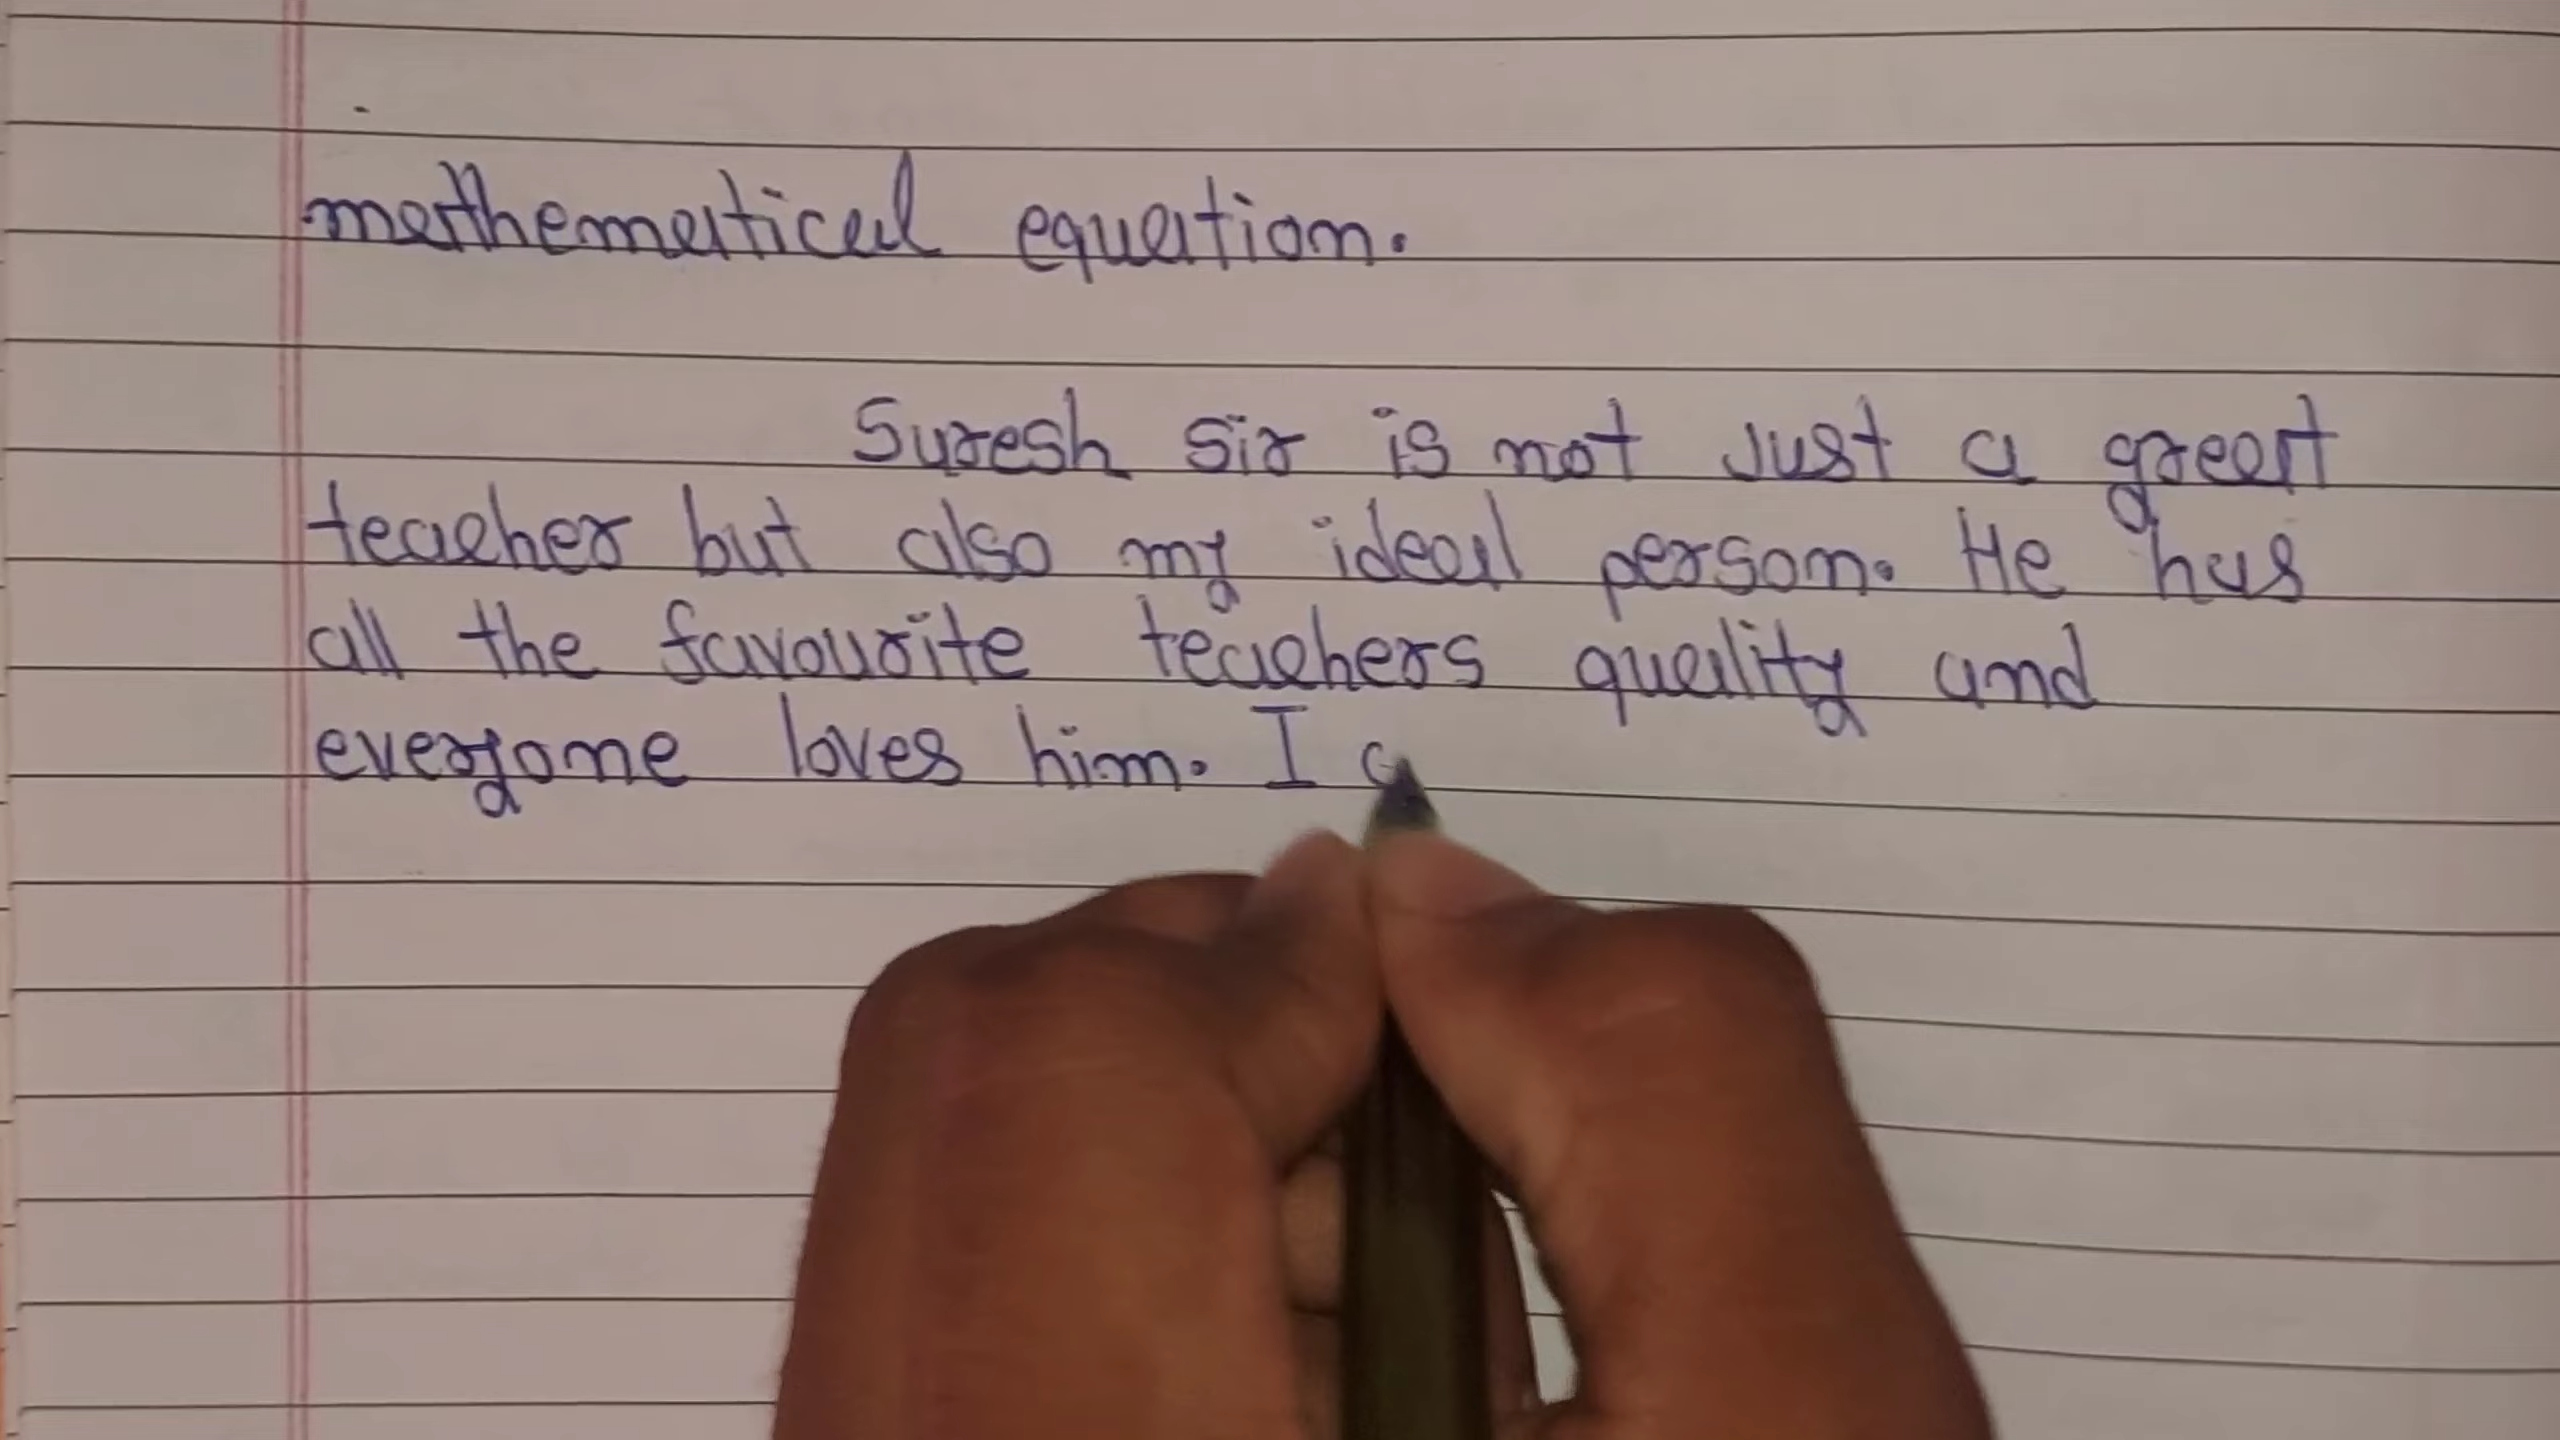 mathematical equation.
Suresh sir is not Just a great
teacher but also my ideal person. He has
all the favourite teachers quality and
everyone loves him. I